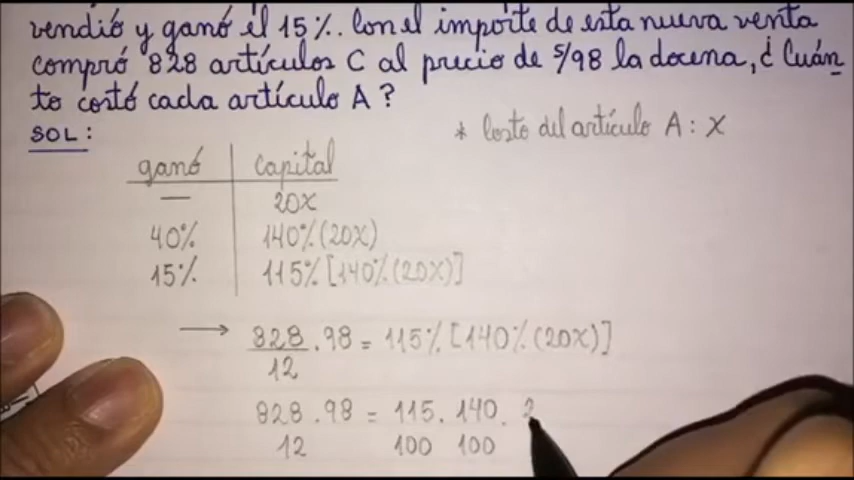 vendió y ganó el 15%. Con el importe de esta nueva venta
compró 828 artículos C al precio de s/98 la docena, ¿ Cuán
to costó cada artículo A ?
SOL :
* Costo del artículo A : X
ganó capital
— 20x
40% 140%(20x)
15% 115%[140%(20x)]
→ 828/12 . 98 = 115% [140%(20x)]
828 . 98 = 115 . 140 . 2
12 100 100